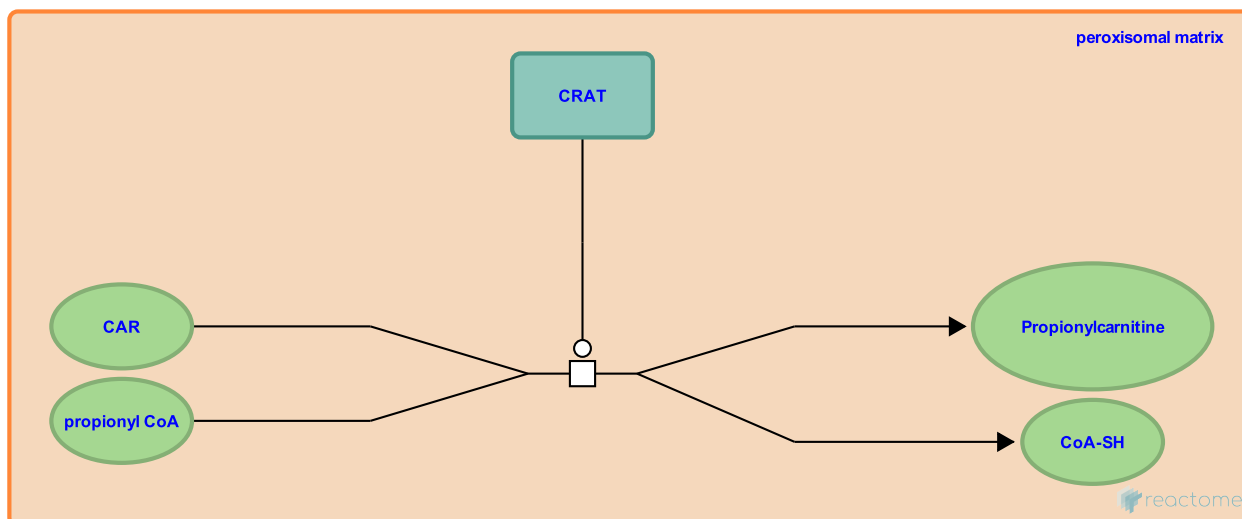 peroxisomal matrix
CRAT
CAR
Propionylcarnitine
propionyl CoA
CoA-SH
reactome